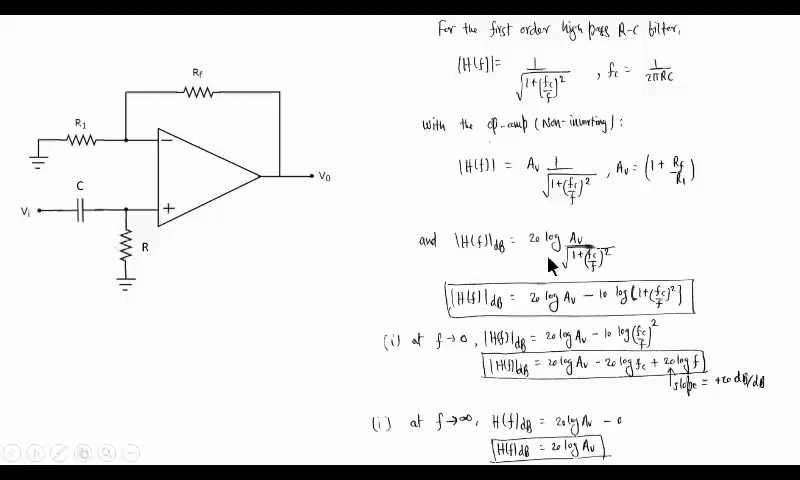 For the first order high pass R-C filter,
|H(f)| = 1/√(1+(fc/f)²) , fc = 1/2πRC
With the op-amp (Non-inverting):
|H(f)| = Av 1/√(1+(fc/f)²) , Av = (1 + Rf/R1)
and |H(f)|dB = 20 log Av/√(1+(fc/f)²)
|H(f)|dB = 20 log Av − 10 log [1+(fc/f)²]
(i) at f→0, |H(f)|dB = 20 log Av − 10 log (fc/f)²
|H(f)|dB = 20 log Av − 20 log fc + 20 log f
↑ slope = +20 dB/dB
(i) at f→∞, H(f)dB = 20 log Av − 0
H(f)dB = 20 log Av
Rf
R1
−
C
Vi
+
R
Vo